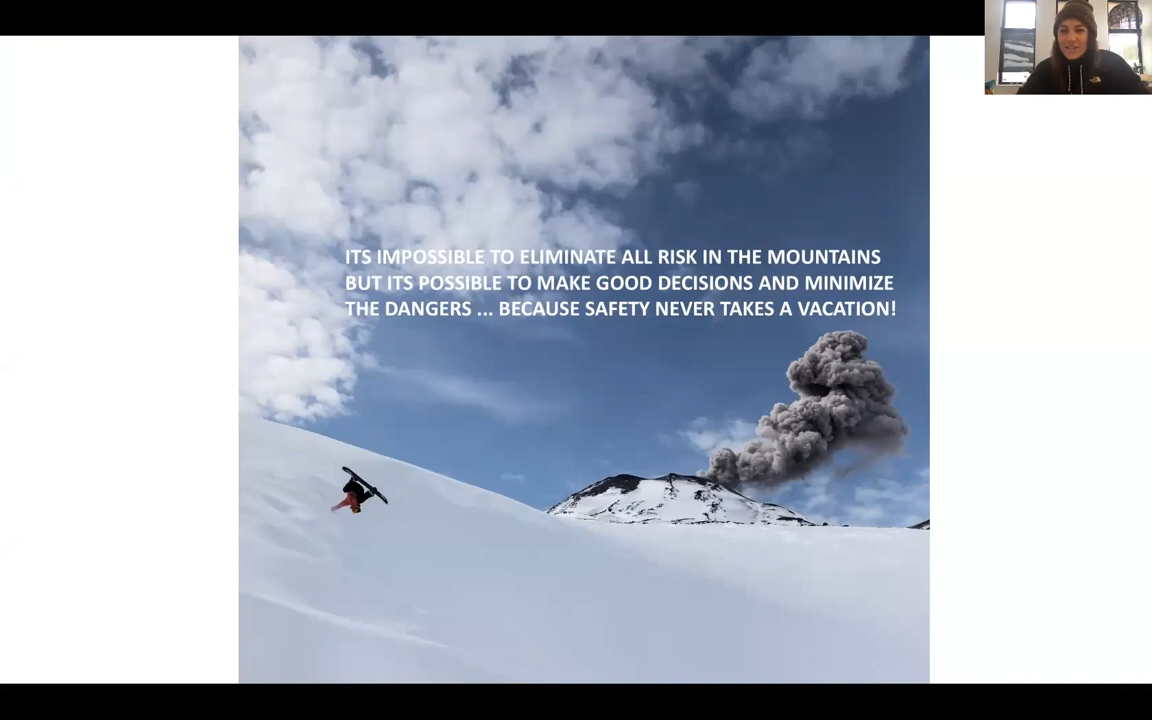 ITS IMPOSSIBLE TO ELIMINATE ALL RISK IN THE MOUNTAINS
BUT ITS POSSIBLE TO MAKE GOOD DECISIONS AND MINIMIZE
THE DANGERS ... BECAUSE SAFETY NEVER TAKES A VACATION!